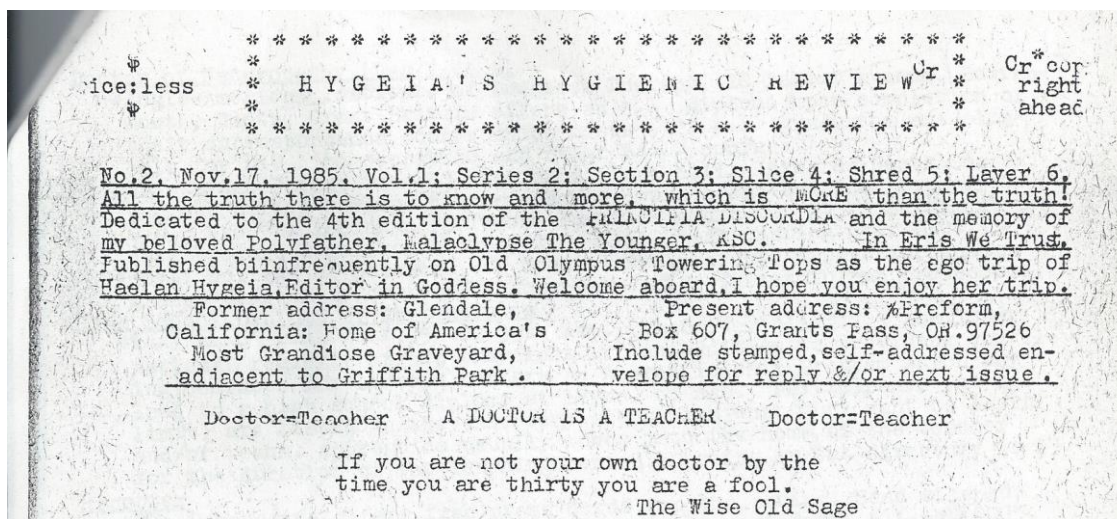 * * * * * * * * * * * * * * * * * * * * * * * * * * * *
ice:less * HYGEIA'S HYGIENIC REVIEW Cr * Cr* cor
right
ahead
* * * * * * * * * * * * * * * * * * * * * * * * * * * *
No.2, Nov.17, 1985, Vol.1; Series 2; Section 3; Slice 4; Shred 5; Layer 6,
All the truth there is to know and more, which is MORE than the truth!
Dedicated to the 4th edition of the PRINCIPIA DISCORDIA and the memory of
my beloved Polyfather, Malaclypse The Younger, KSC. In Eris We Trust.
Published biinfrequently on Old Olympus Towering Tops as the ego trip of
Haelan Hygeia,Editor in Goddess. Welcome aboard,I hope you enjoy her trip.
Former address: Glendale, Present address: %Preform,
California: Home of America's Box 607, Grants Pass, OR.97526
Most Grandiose Graveyard, Include stamped,self-addressed en-
adjacent to Griffith Park . velope for reply &/or next issue .
Doctor=Teacher A DOCTOR IS A TEACHER Doctor=Teacher
If you are not your own doctor by the
time you are thirty you are a fool.
The Wise Old Sage